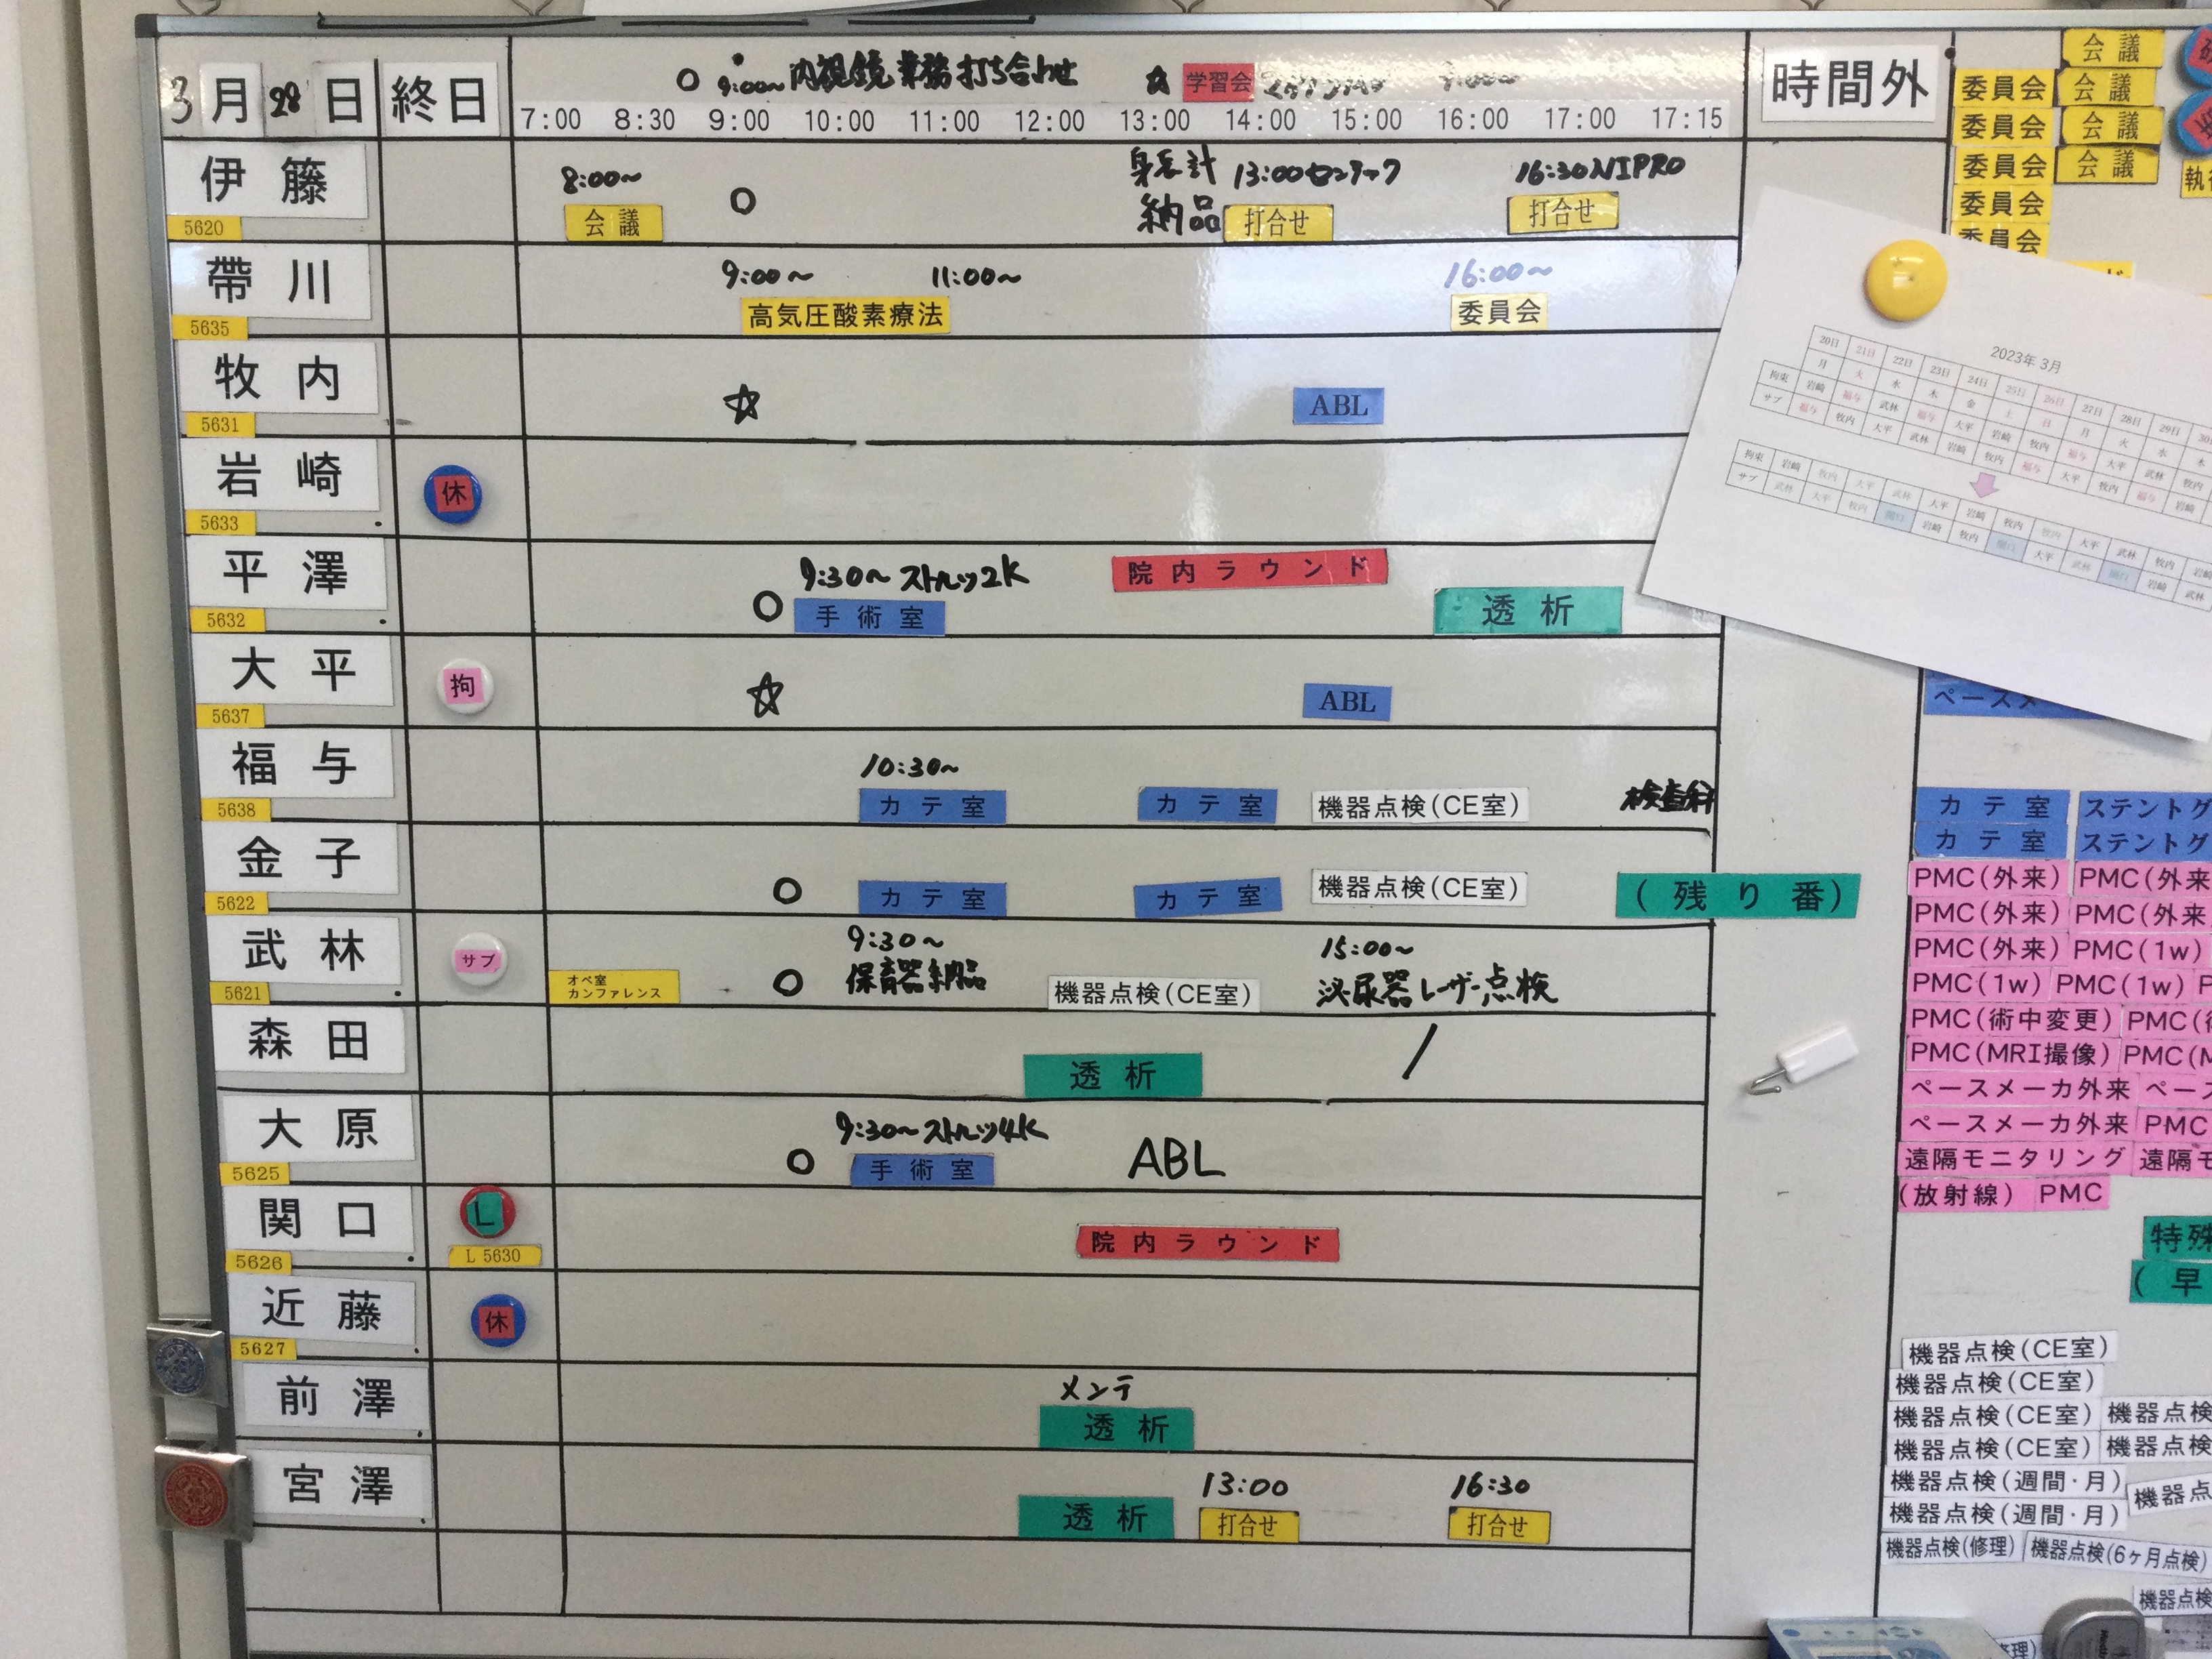 3月28日 終日 ○ 9:00～ 内視鏡業務打ち合わせ ☆ 学習会 時間外
7:00 8:30 9:00 10:00 11:00 12:00 13:00 14:00 15:00 16:00 17:00 17:15
伊藤 5620 8:00～ 会議 ○ 身長計 納品 13:00センテック 打合せ 16:30NIPRO 打合せ
帶川 5635 9:00～ 11:00～ 高気圧酸素療法 16:00～ 委員会
牧内 5631 ☆ ABL
岩崎 5633 休
平澤 5632 ○ 9:30～ストルツ2K 手術室 院内ラウンド 透析
大平 5637 拘 ☆ ABL
福与 5638 10:30～ カテ室 カテ室 機器点検(CE室) 検査科
金子 5622 ○ カテ室 カテ室 機器点検(CE室) (残り番)
武林 5621 サブ オペ室 カンファレンス ○ 9:30～ 保育器納品 機器点検(CE室) 15:00～ 泌尿器レーザー点検
森田 透析 /
大原 5625 ○ 9:30～ストルツ4K 手術室 ABL
関口 5626 L L 5630 院内ラウンド
近藤 5627 休
前澤 メンテ 透析
宮澤 透析 13:00 打合せ 16:30 打合せ
会議
委員会 会議
委員会 会議
委員会 会議
委員会
委員会
2023年3月
20日 21日 22日 23日 24日 25日 26日 27日 28日 29日
月 火 水 木 金 土 日 月 火 水 木
拘束 岩崎 福与 武林 福与 大平 岩崎 牧内 福与 大平 武林 牧内
サブ 福与 牧内 大平 武林 岩崎 牧内 福与 大平 牧内 福与 岩崎
拘束 岩崎 牧内 大平 武林 大平 岩崎 牧内 牧内 大平 武林 牧内
サブ 武林 大平 牧内 関口 岩崎 牧内 関口 大平 武林 関口 岩崎 武林
ペースメ
カテ室 ステントグ
カテ室 ステントグ
PMC(外来) PMC(外来
PMC(外来) PMC(外来
PMC(外来) PMC(1w)
PMC(1w) PMC(1w) P
PMC(術中変更) PMC(
PMC(MRI撮像) PMC(M
ペースメーカ外来 ペース
ペースメーカ外来 PMC
遠隔モニタリング 遠隔モ
(放射線) PMC
特殊
(早
機器点検(CE室)
機器点検(CE室)
機器点検(CE室) 機器点検
機器点検(CE室) 機器点検
機器点検(週間・月) 機器点
機器点検(週間・月)
機器点検(修理) 機器点検(6ヶ月点検)
機器点検
修理)